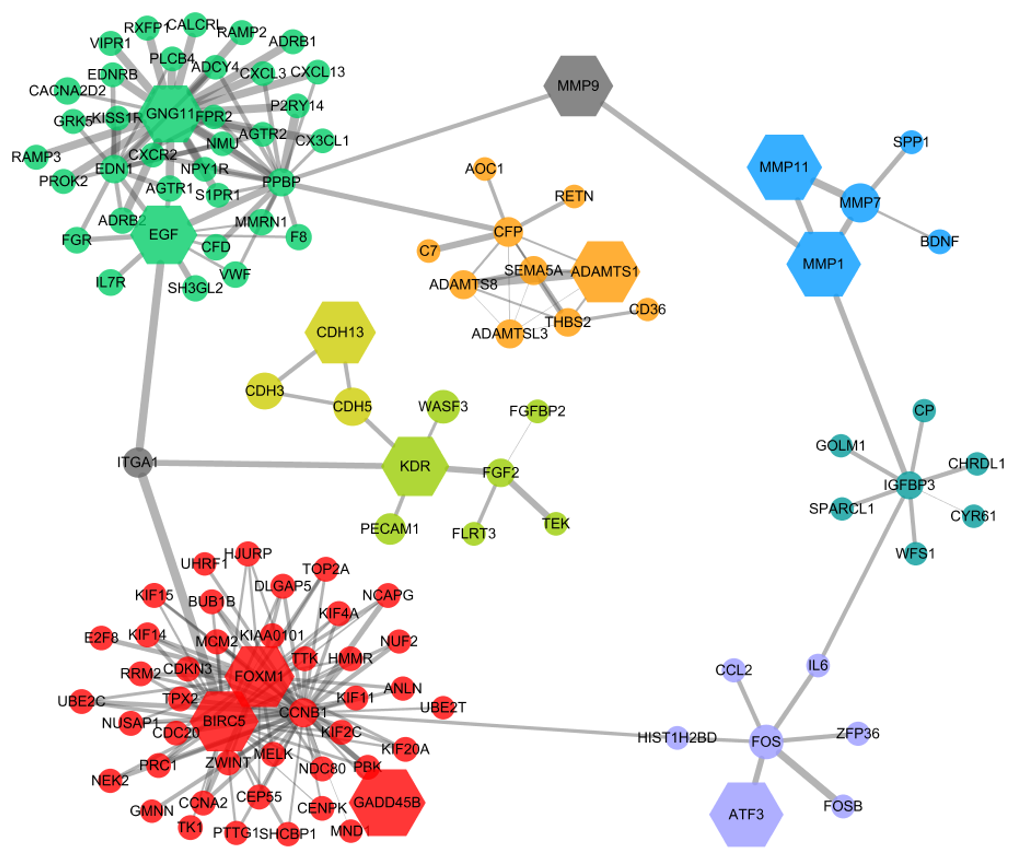 RXFP1
CALCRL
RAMP2
VIPR1
ADRB1
PLCB4
ADCY4
EDNRB
CXCL3
CXCL13
CACNA2D2
P2RY14
GNG11
FPR2
GRK5
KISS1R
AGTR2
CX3CL1
NMU
RAMP3
CXCR2
EDN1
NPY1R
PROK2
PPBP
AGTR1
S1PR1
ADRB2
MMRN1
FGR
EGF
F8
CFD
VWF
IL7R
SH3GL2
MMP9
MMP11
SPP1
MMP7
BDNF
MMP1
AOC1
RETN
CFP
C7
SEMA5A
ADAMTS1
ADAMTS8
CD36
THBS2
ADAMTSL3
CDH13
CDH3
CDH5
WASF3
FGFBP2
ITGA1
KDR
FGF2
PECAM1
FLRT3
TEK
CP
GOLM1
CHRDL1
IGFBP3
SPARCL1
CYR61
WFS1
HJURP
UHRF1
TOP2A
DLGAP5
KIF15
BUB1B
NCAPG
KIF4A
E2F8
KIF14
MCM2
KIAA0101
NUF2
TTK
HMMR
RRM2
CDKN3
FOXM1
ANLN
UBE2C
TPX2
KIF11
UBE2T
NUSAP1
BIRC5
CCNB1
CDC20
KIF2C
KIF20A
PRC1
ZWINT
MELK
NDC80
PBK
NEK2
GMNN
CCNA2
CEP55
CENPK
GADD45B
TK1
PTTG1
SHCBP1
MND1
CCL2
IL6
HIST1H2BD
FOS
ZFP36
ATF3
FOSB